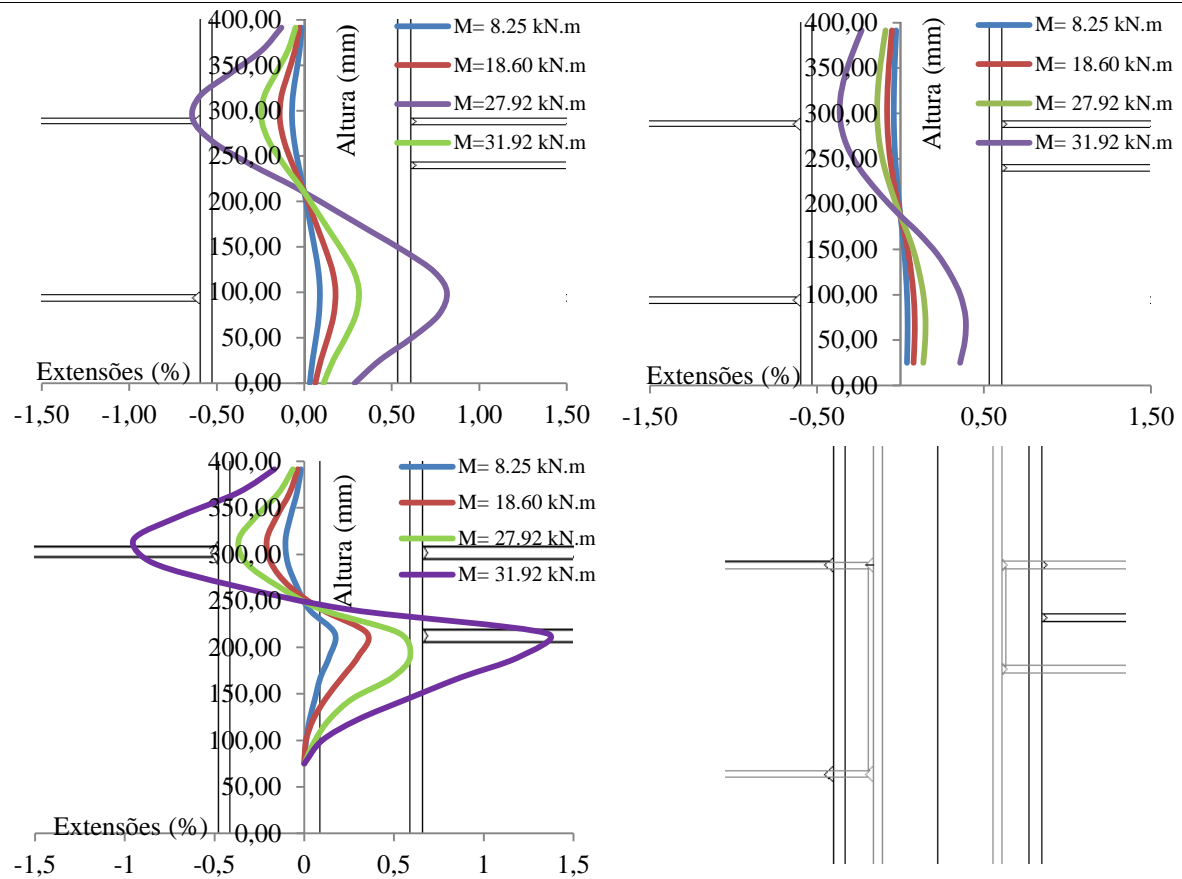 400,00
350,00
300,00
250,00
200,00
150,00
100,00
50,00
0,00
Altura (mm)
M= 8.25 kN.m
M=18.60 kN.m
M=27.92 kN.m
M=31.92 kN.m
Extensões (%)
-1,50 -1,00 -0,50 0,00 0,50 1,00 1,50
400,00
350,00
300,00
250,00
200,00
150,00
100,00
50,00
0,00
Altura (mm)
M= 8.25 kN.m
M= 18.60 kN.m
M= 27.92 kN.m
M= 31.92 kN.m
Extensões (%)
-1,50 -0,50 0,50 1,50
400,00
350,00
300,00
250,00
200,00
150,00
100,00
50,00
0,00
Altura (mm)
M= 8.25 kN.m
M= 18.60 kN.m
M= 27.92 kN.m
M= 31.92 kN.m
Extensões (%)
-1,5 -1 -0,5 0 0,5 1 1,5